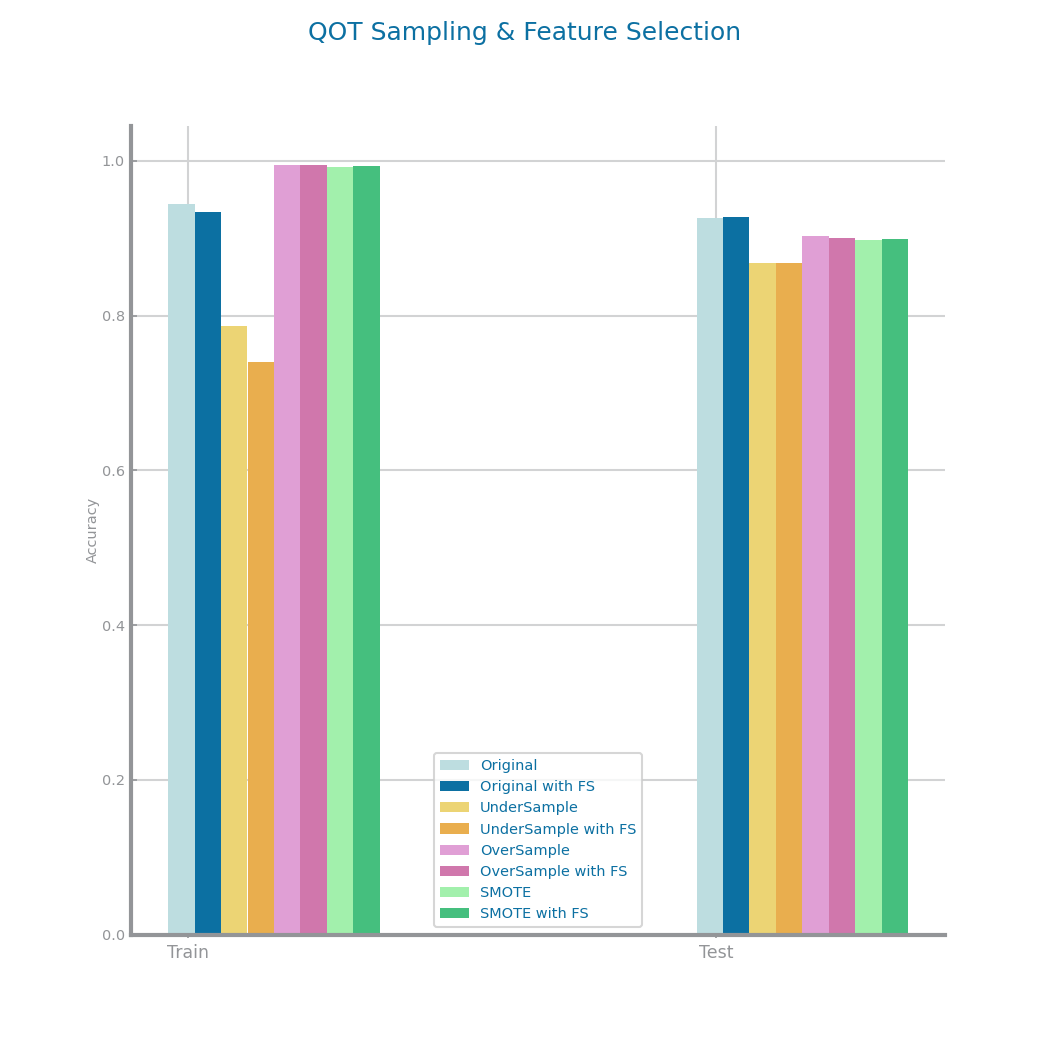 QOT Sampling & Feature Selection
1.0
0.8
0.6
0.4
0.2
0.0
Accuracy
Original
Original with FS
UnderSample
UnderSample with FS
OverSample
OverSample with FS
SMOTE
SMOTE with FS
Train
Test